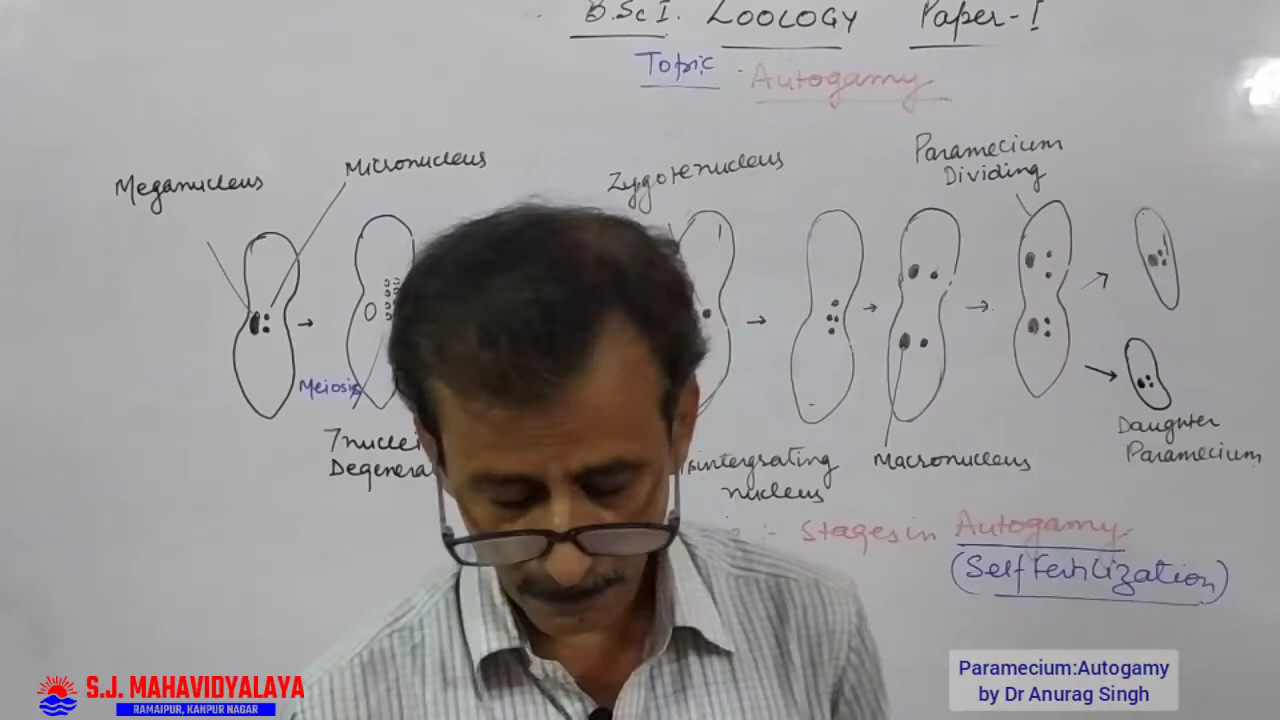 B.Sc I. ZOOLOGY Paper-I
Topic. Autogamy
Meganucleus
Micronucleus
Zygotenucleus
Paramecium
Dividing
Meiosis
7nuclei
Degenera
nucleus
Macronucleus
Daughter
Paramecium
:- Stages in Autogamy.
(Self Fertilization)
S.J. MAHAVIDYALAYA
RAMAIPUR, KANPUR NAGAR
Paramecium:Autogamy
by Dr Anurag Singh